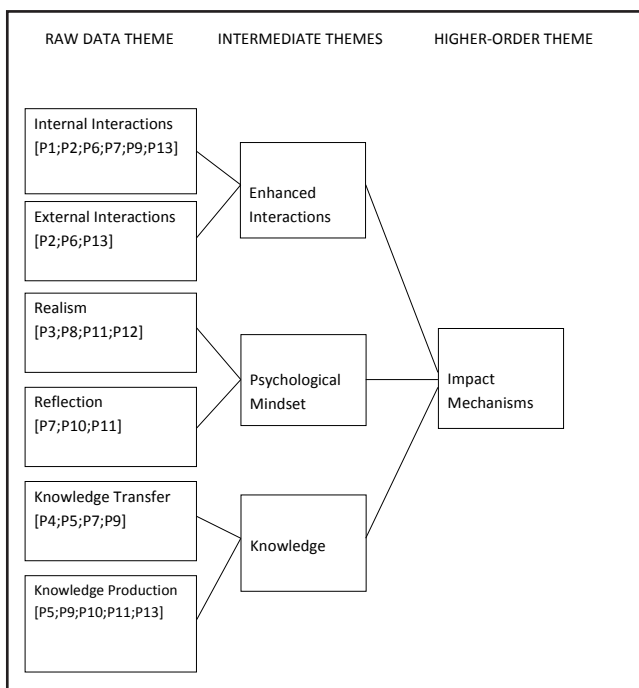 RAW DATA THEME INTERMEDIATE THEMES HIGHER-ORDER THEME
Internal Interactions
[P1;P2;P6;P7;P9;P13]
Enhanced
Interactions
External Interactions
[P2;P6;P13]
Realism
[P3;P8;P11;P12]
Psychological
Mindset
Reflection
[P7;P10;P11]
Knowledge Transfer
[P4;P5;P7;P9]
Knowledge
Knowledge Production
[P5;P9;P10;P11;P13]
Impact
Mechanisms